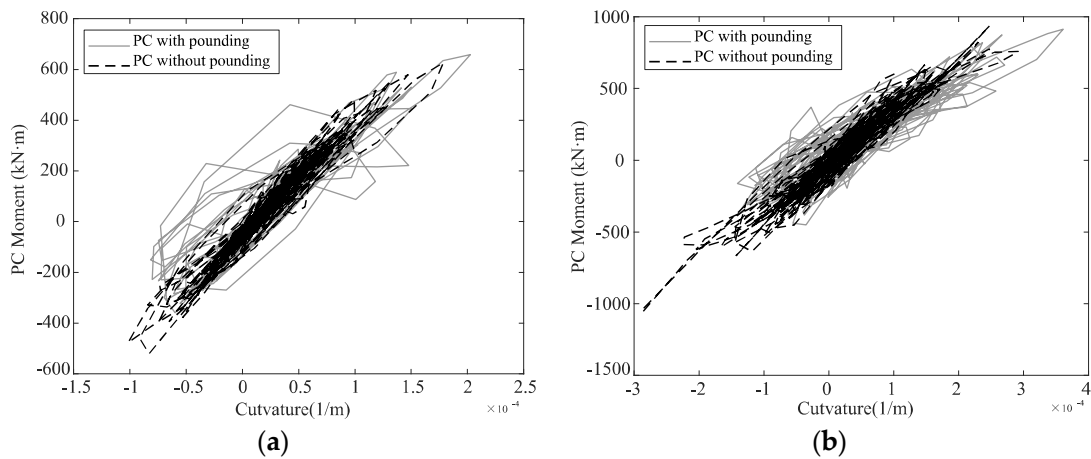 800
600
400
200
0
-200
-400
-600
PC Moment (kN·m)
PC with pounding
PC without pounding
-1.5 -1 -0.5 0 0.5 1 1.5 2 2.5
Cutvature(1/m)
×10 -4
(a)
1000
500
0
-500
-1000
-1500
PC Moment (kN·m)
PC with pounding
PC without pounding
-3 -2 -1 0 1 2 3 4
Cutvature(1/m)
×10 -4
(b)